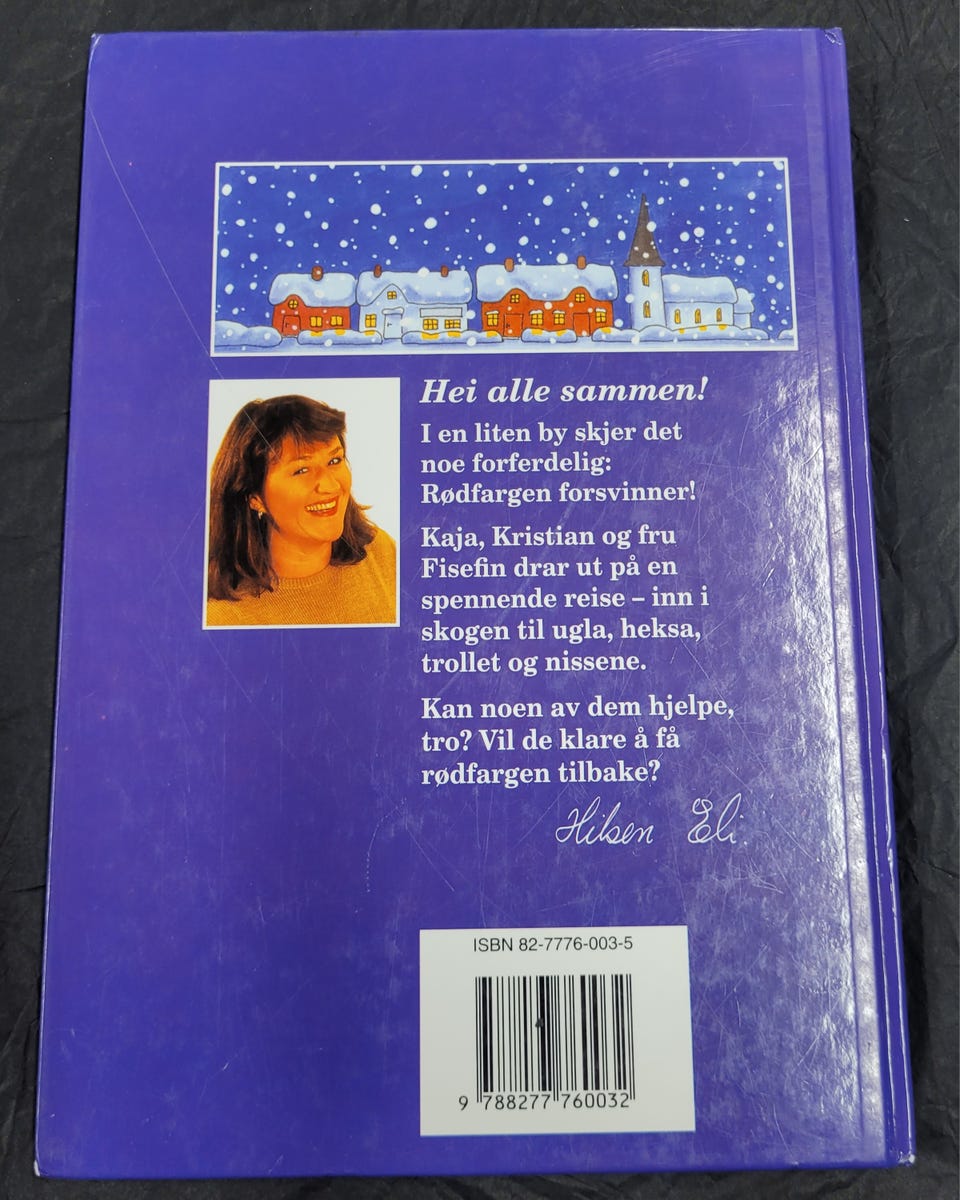 Hei alle sammen!
I en liten by skjer det
noe forferdelig:
Rødfargen forsvinner!
Kaja, Kristian og fru
Fisefin drar ut på en
spennende reise – inn i
skogen til ugla, heksa,
trollet og nissene.
Kan noen av dem hjelpe,
tro? Vil de klare å få
rødfargen tilbake?
Hilsen Eli.
ISBN 82-7776-003-5
9 788277 760032